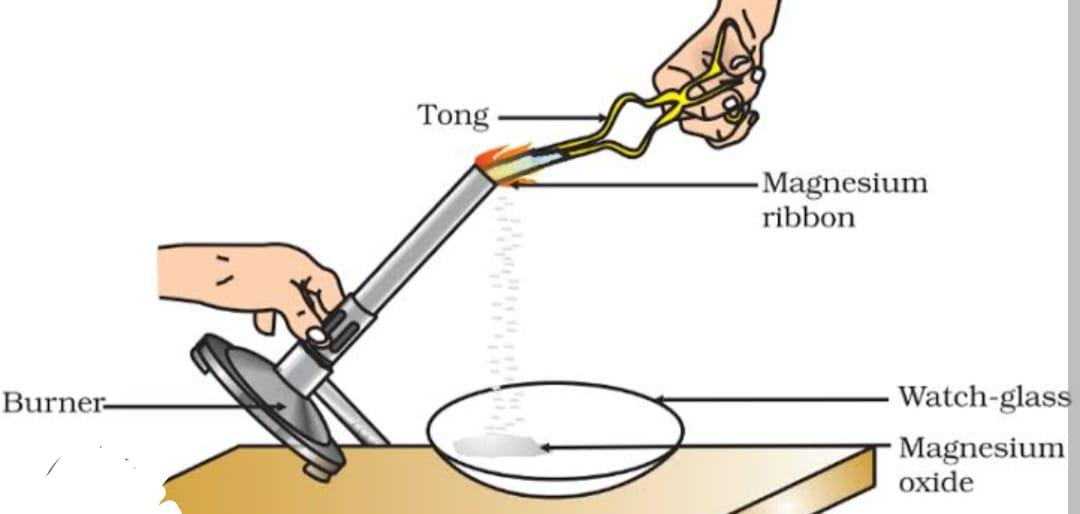 Tong
Magnesium
ribbon
Burner
Watch-glass
Magnesium
oxide